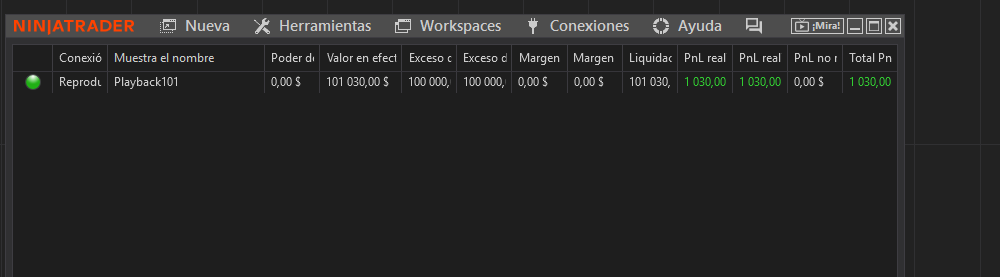 NINJATRADER Nueva Herramientas Workspaces Conexiones Ayuda ¡Mira!
Conexió Muestra el nombre Poder de Valor en efect Exceso d Exceso d Margen Margen Liquidac PnL real PnL real PnL no r Total Pn
Reprodu Playback101 0,00 $ 101 030,00 $ 100 000, 100 000, 0,00 $ 0,00 $ 101 030, 1 030,00 1 030,00 0,00 $ 1 030,00